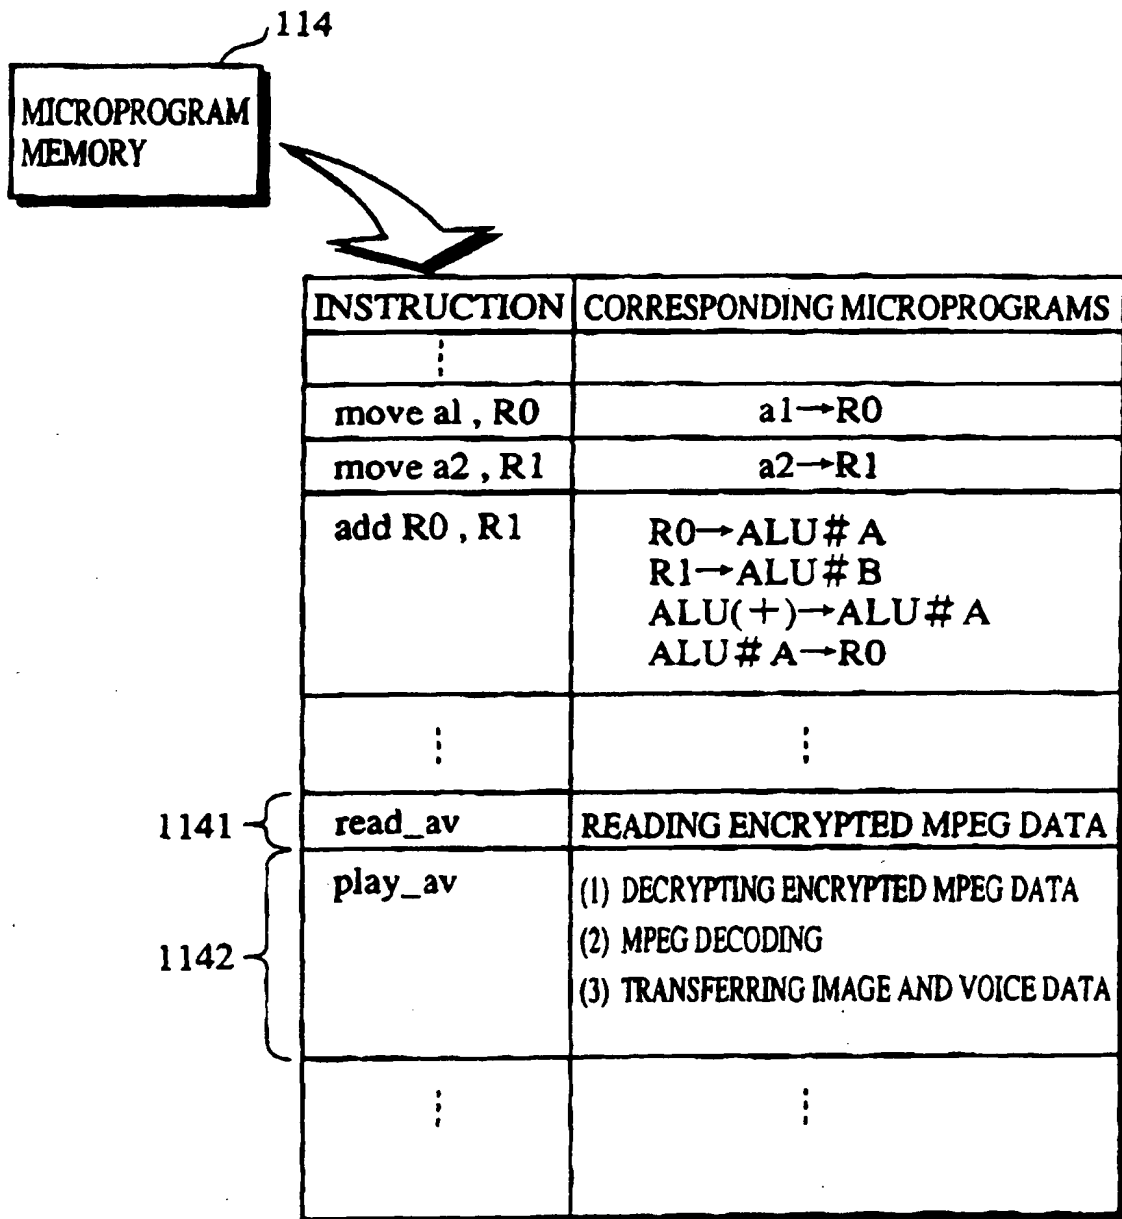 114
MICROPROGRAM
MEMORY
INSTRUCTION CORRESPONDING MICROPROGRAMS
move a1 , R0 a1→R0
move a2 , R1 a2→R1
add R0 , R1 R0→ALU# A
R1→ALU# B
ALU(+)→ALU# A
ALU# A→R0
1141 read_av READING ENCRYPTED MPEG DATA
1142 play_av (1) DECRYPTING ENCRYPTED MPEG DATA
(2) MPEG DECODING
(3) TRANSFERRING IMAGE AND VOICE DATA